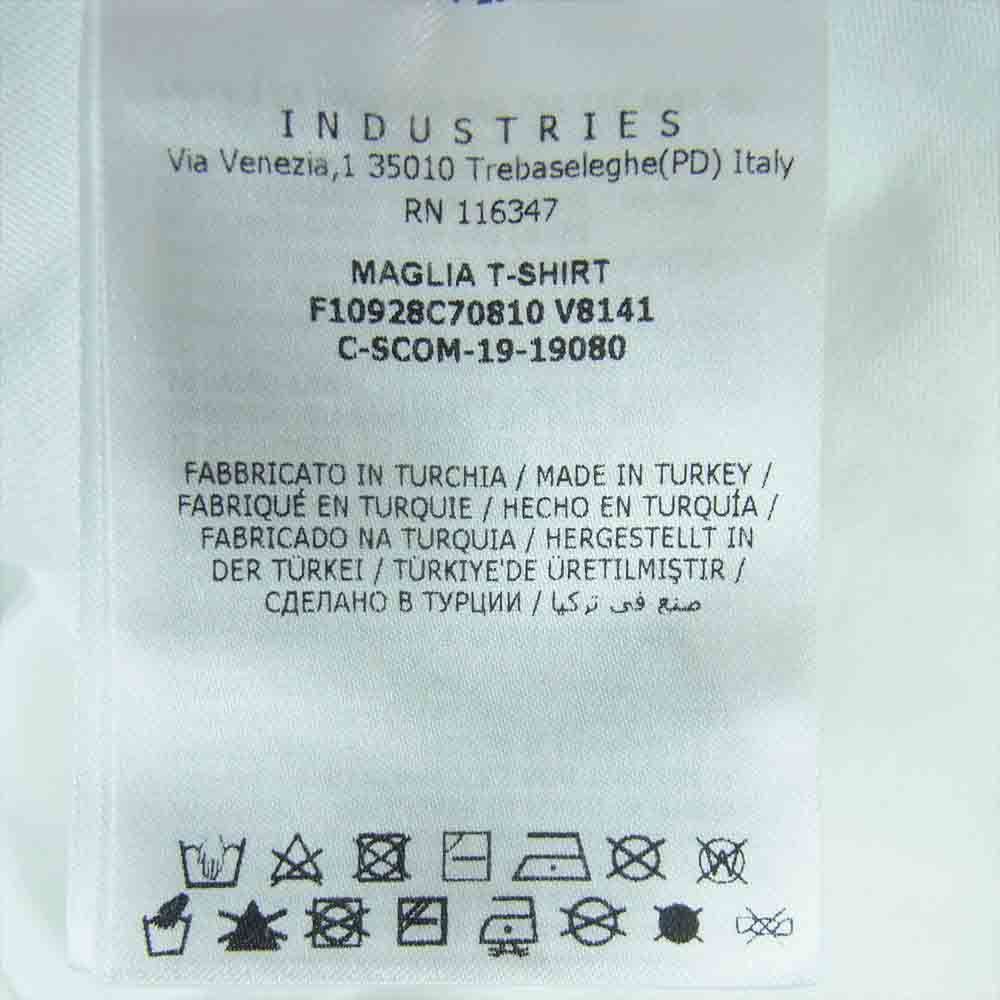 INDUSTRIES
Via Venezia,1 35010 Trebaseleghe(PD) Italy
RN 116347
MAGLIA T-SHIRT
F10928C70810 V8141
C-SCOM-19-19080
FABBRICATO IN TURCHIA / MADE IN TURKEY /
FABRIQUÉ EN TURQUIE / HECHO EN TURQUÍA /
FABRICADO NA TURQUIA / HERGESTELLT IN
DER TÜRKEI / TÜRKIYE'DE ÜRETILMIŞTIR /
СДЕЛАНО В ТУРЦИИ / صنع في تركيا
W